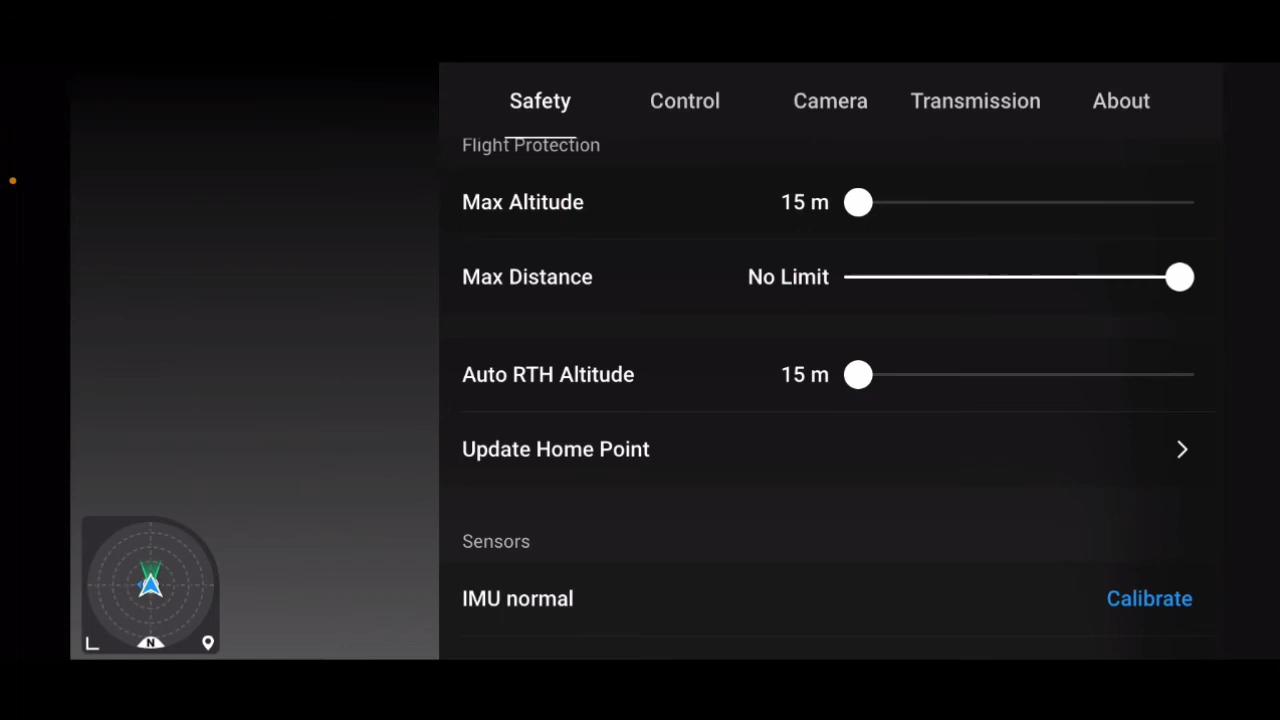 Safety Control Camera Transmission About
Flight Protection
Max Altitude 15 m
Max Distance No Limit
Auto RTH Altitude 15 m
Update Home Point
Sensors
IMU normal Calibrate
N